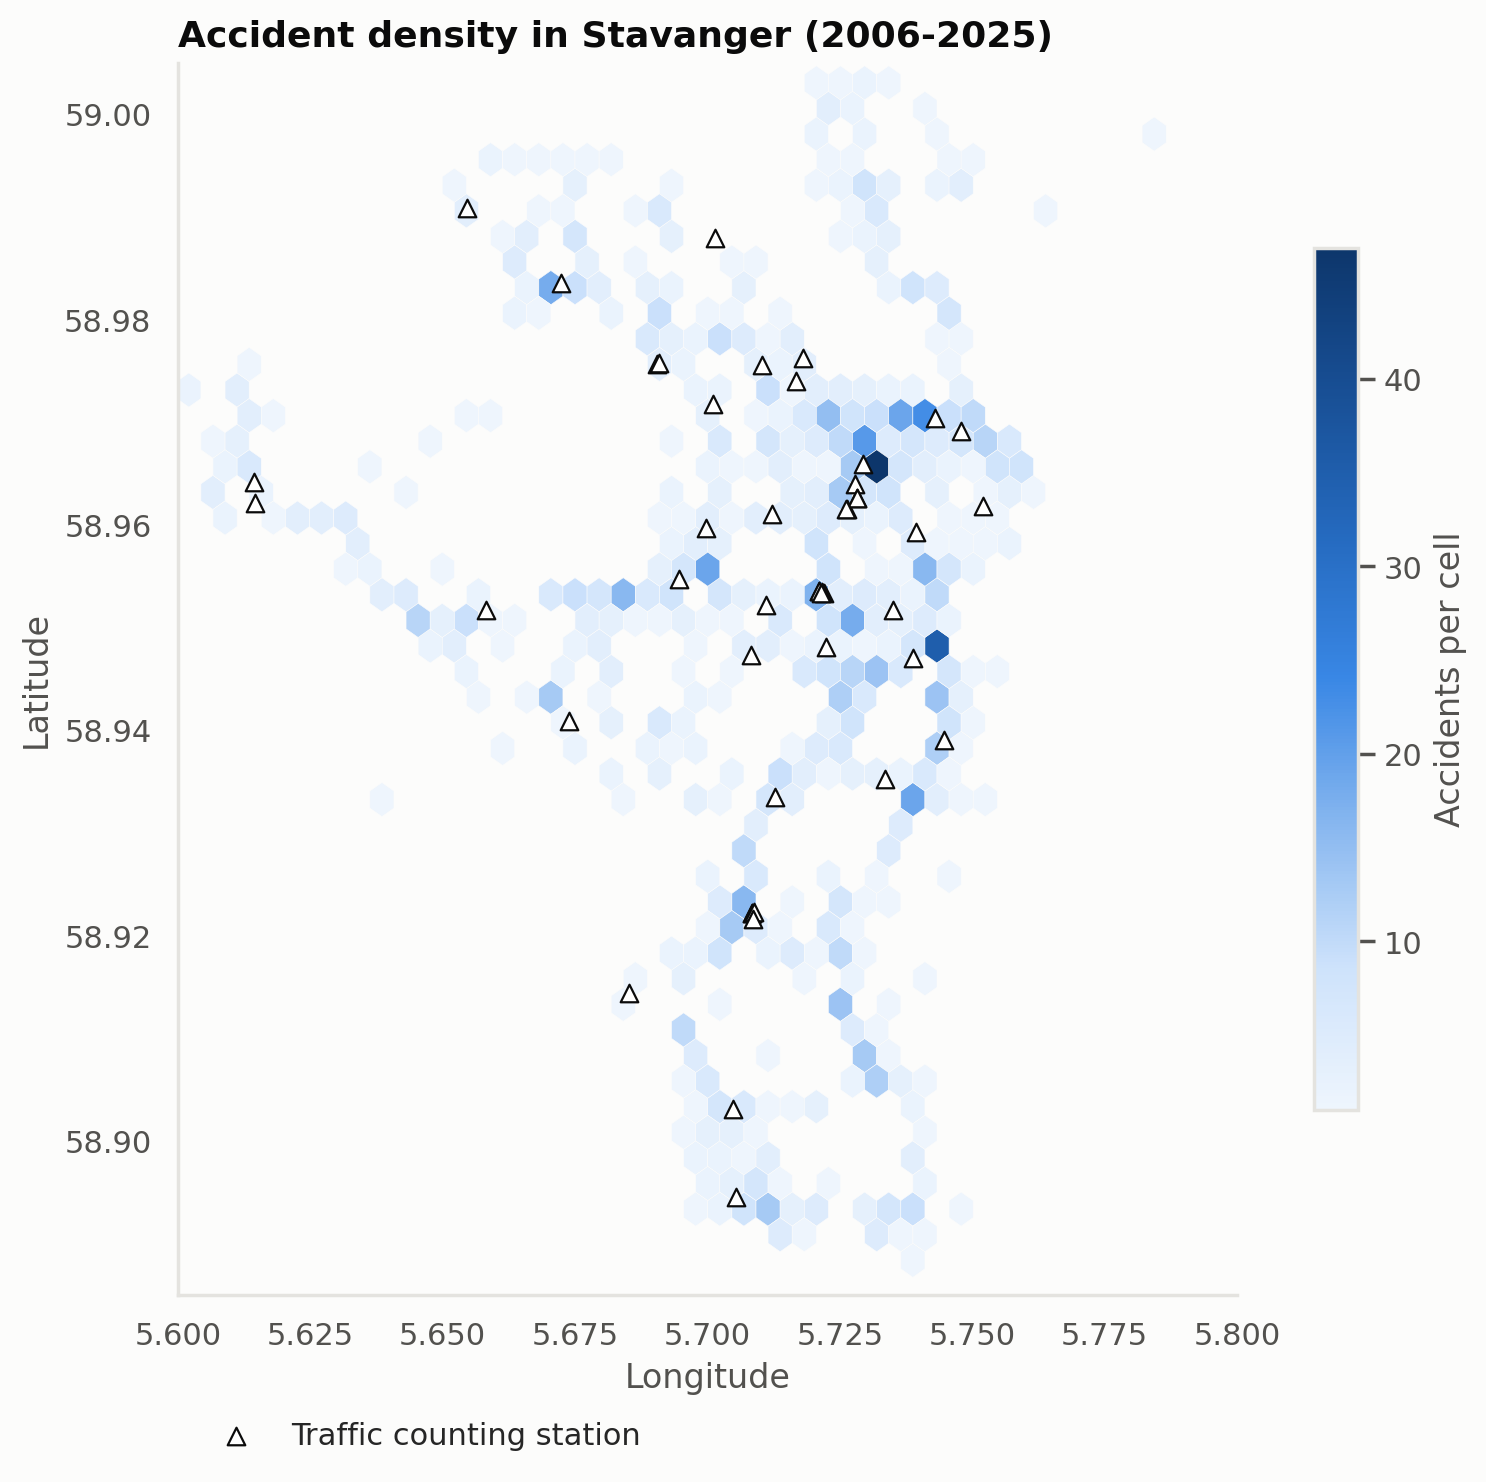 Accident density in Stavanger (2006-2025)
59.00
58.98
58.96
58.94
58.92
58.90
Latitude
5.600 5.625 5.650 5.675 5.700 5.725 5.750 5.775 5.800
Longitude
Traffic counting station
40
30
20
10
Accidents per cell